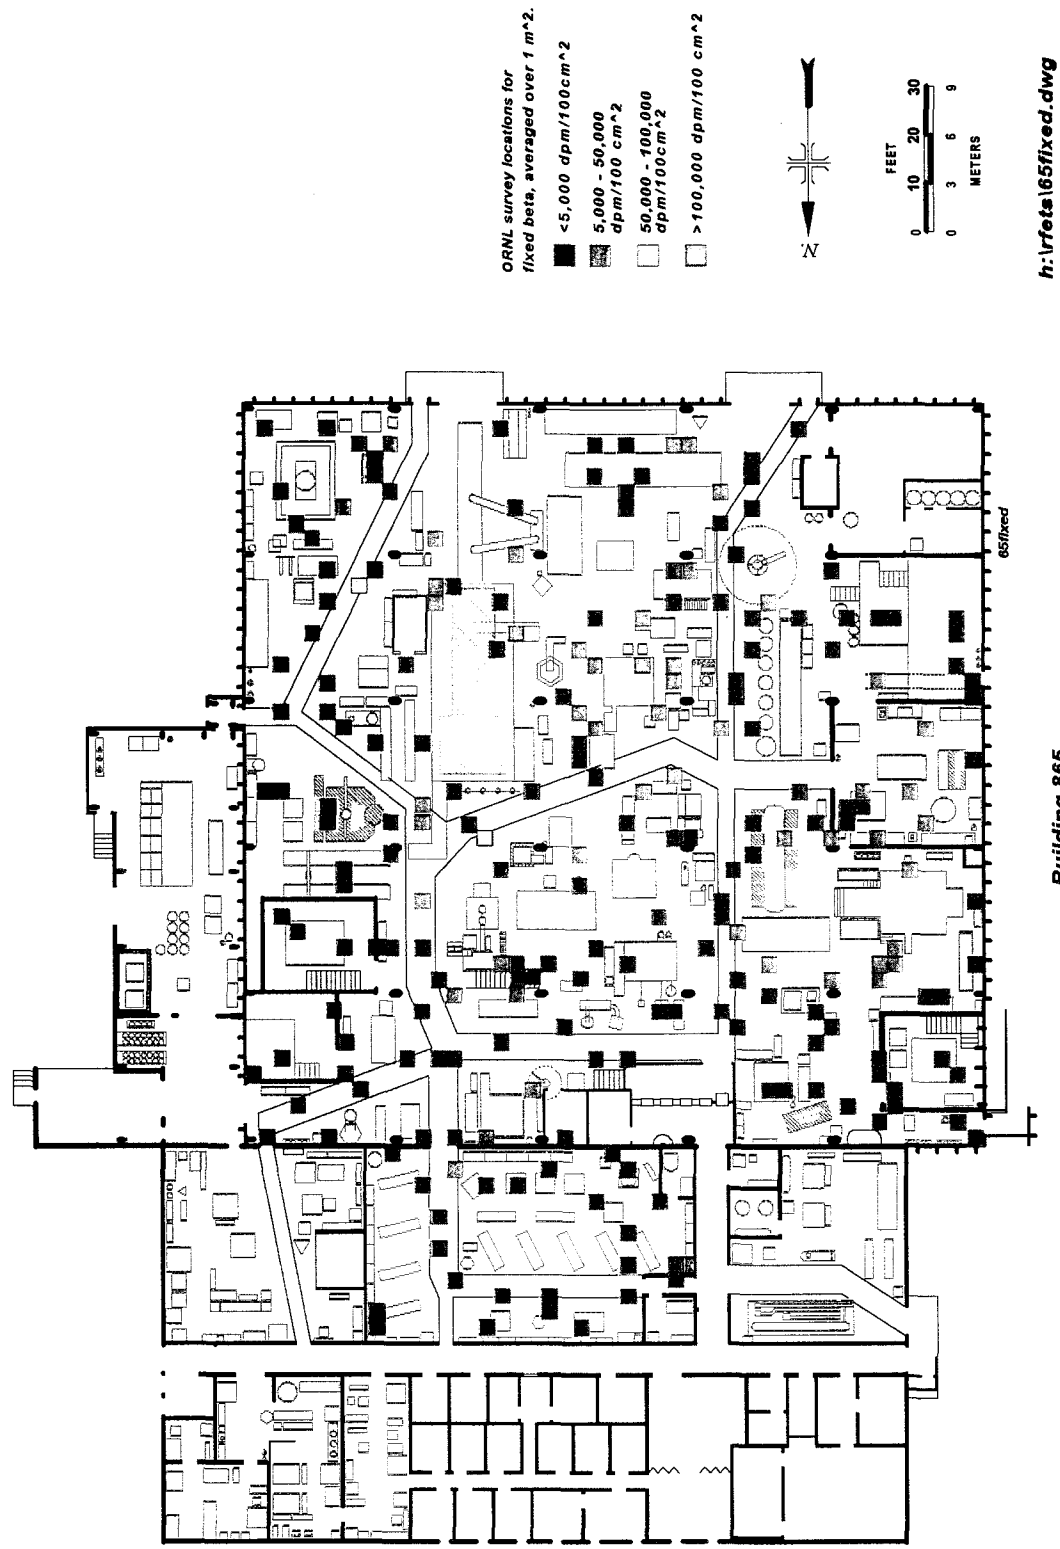 ORNL survey locations for
fixed beta, averaged over 1 m^2.
<5,000 dpm/100cm^2
5,000 - 50,000
dpm/100 cm^2
50,000 - 100,000
dpm/100cm^2
>100,000 dpm/100 cm^2
N.
FEET
0 10 20 30
0 3 6 9
METERS
h:\rfets\65fixed.dwg
65fixed
Building 865